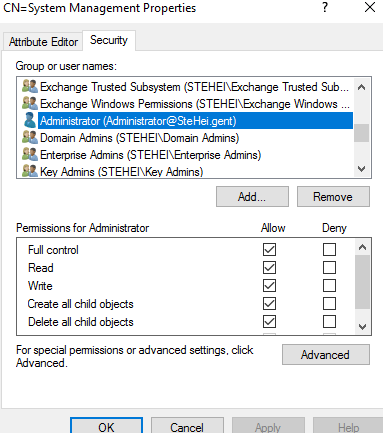 CN=System Management Properties ? ×
Attribute Editor Security
Group or user names:
Exchange Trusted Subsystem (STEHEI\Exchange Trusted Sub...
Exchange Windows Permissions (STEHEI\Exchange Windows ...
Administrator (Administrator@SteHei.gent)
Domain Admins (STEHEI\Domain Admins)
Enterprise Admins (STEHEI\Enterprise Admins)
Key Admins (STEHEI\Key Admins)
Add... Remove
Permissions for Administrator Allow Deny
Full control
Read
Write
Create all child objects
Delete all child objects
For special permissions or advanced settings, click
Advanced.
Advanced
OK Cancel Apply Help